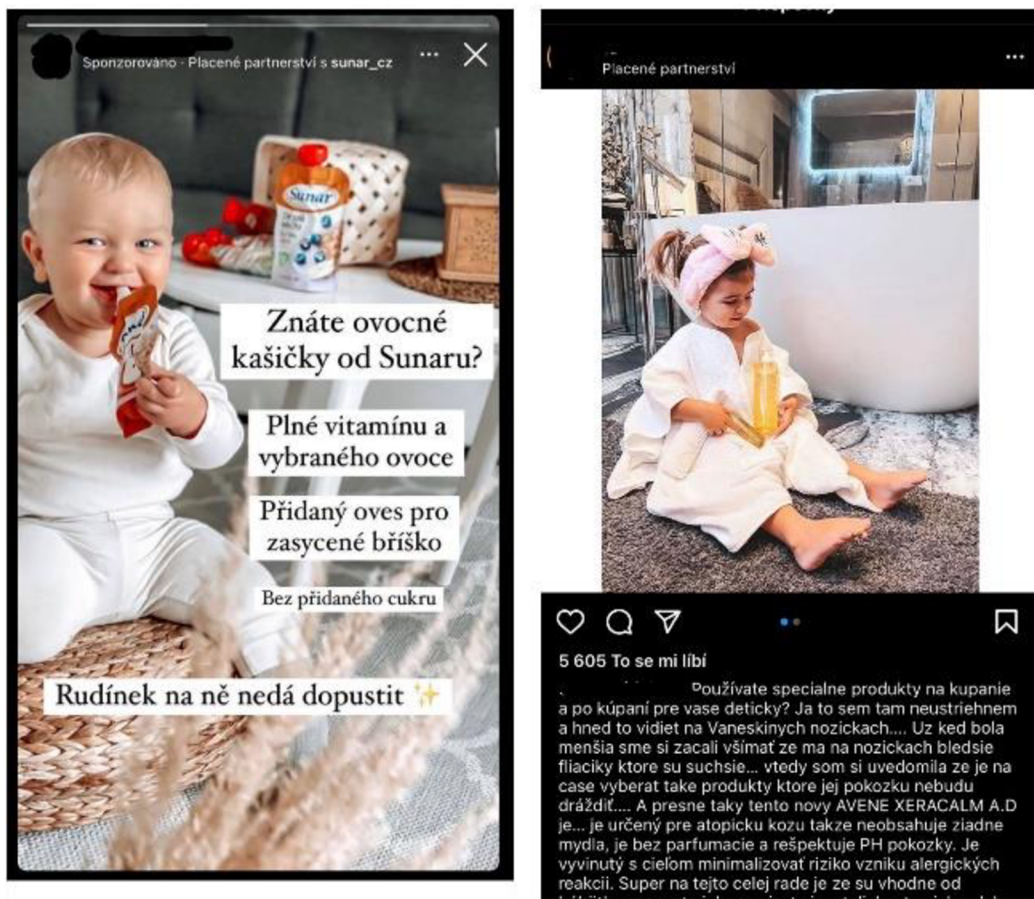 Sponzorováno · Placené partnerství s sunar_cz
Sunar
Znáte ovocné
kašičky od Sunaru?
Plné vitamínu a
vybraného ovoce
Přidaný oves pro
zasycené bříško
Bez přidaného cukru
Rudínek na ně nedá dopustit ✨
Placené partnerství
5 605 To se mi líbí
Používate specialne produkty na kupanie
a po kúpaní pre vase deticky? Ja to sem tam neustriehnem
a hned to vidiet na Vaneskinych nozickach.... Uz ked bola
menšia sme si zacali všímať ze ma na nozickach bledsie
fliaciky ktore su suchsie... vtedy som si uvedomila ze je na
case vyberat take produkty ktore jej pokozku nebudu
dráždiť.... A presne taky tento novy AVENE XERACALM A.D
je... je určený pre atopicku kozu takze neobsahuje ziadne
mydla, je bez parfumacie a rešpektuje PH pokozky. Je
vyvinutý s cieľom minimalizovať riziko vzniku alergických
reakcii. Super na tejto celej rade je ze su vhodne od